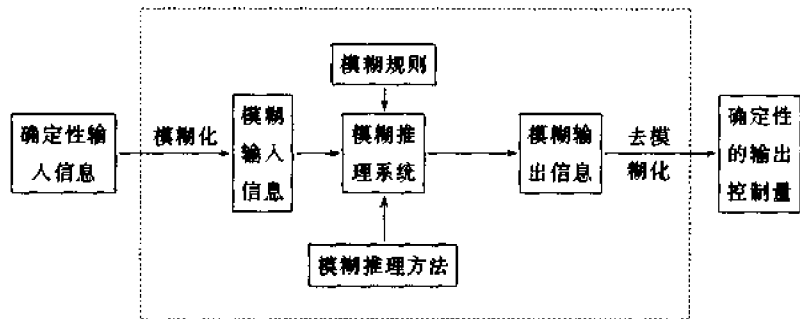 模糊规则
确定性输
入信息
模糊化
模糊
输入
信息
模糊推
理系统
模糊输
出信息
去模
糊化
确定性
的输出
控制量
模糊推理方法